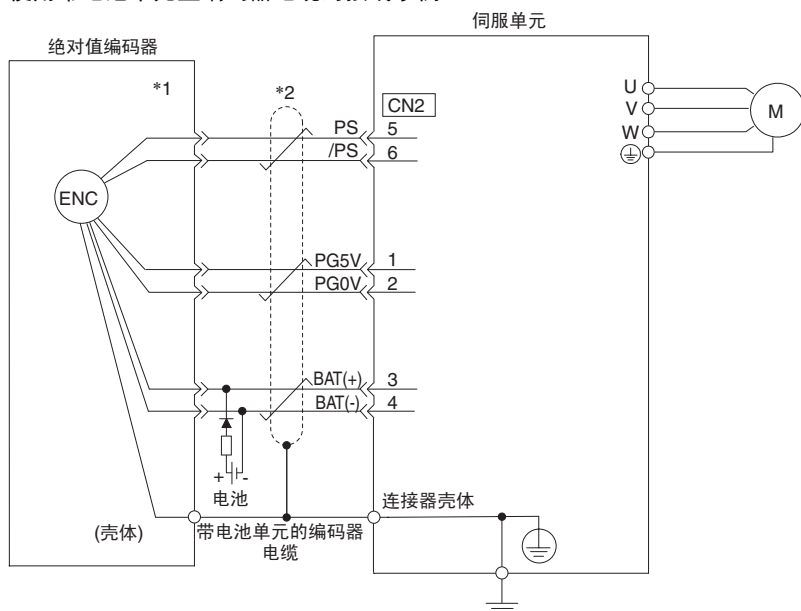 伺服单元
绝对值编码器
*1
*2
CN2
U
V
W
M
PS 5
/PS 6
ENC
PG5V 1
PG0V 2
BAT(+) 3
BAT(-) 4
+ -
电池
连接器壳体
(壳体)
带电池单元的编码器
电缆